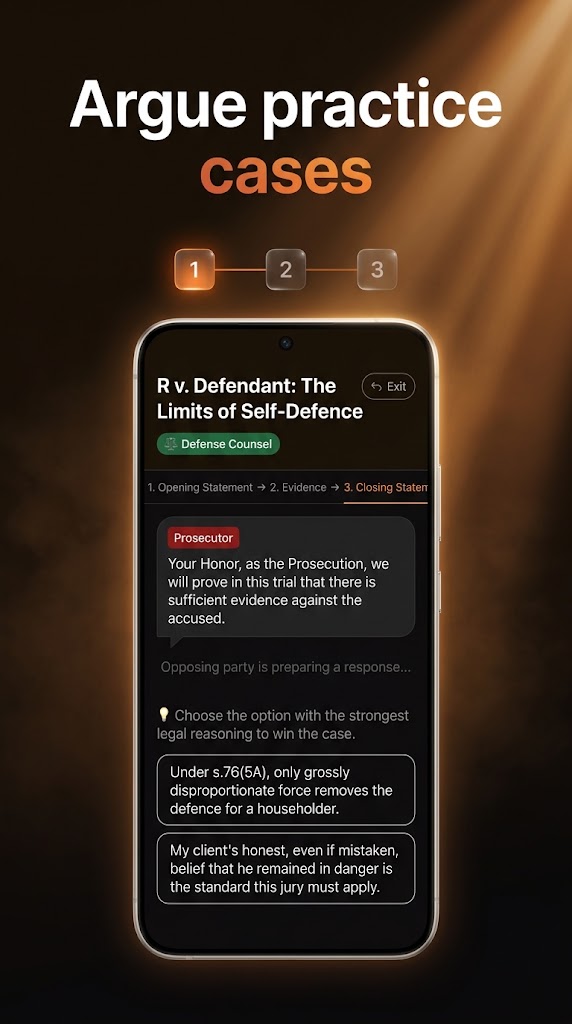 Argue practice
cases
1
2
3
R v. Defendant: The
Limits of Self-Defence
Exit
Defense Counsel
1. Opening Statement → 2. Evidence → 3. Closing Statem
Prosecutor
Your Honor, as the Prosecution, we
will prove in this trial that there is
sufficient evidence against the
accused.
Opposing party is preparing a response...
Choose the option with the strongest
legal reasoning to win the case.
Under s.76(5A), only grossly
disproportionate force removes the
defence for a householder.
My client's honest, even if mistaken,
belief that he remained in danger is
the standard this jury must apply.